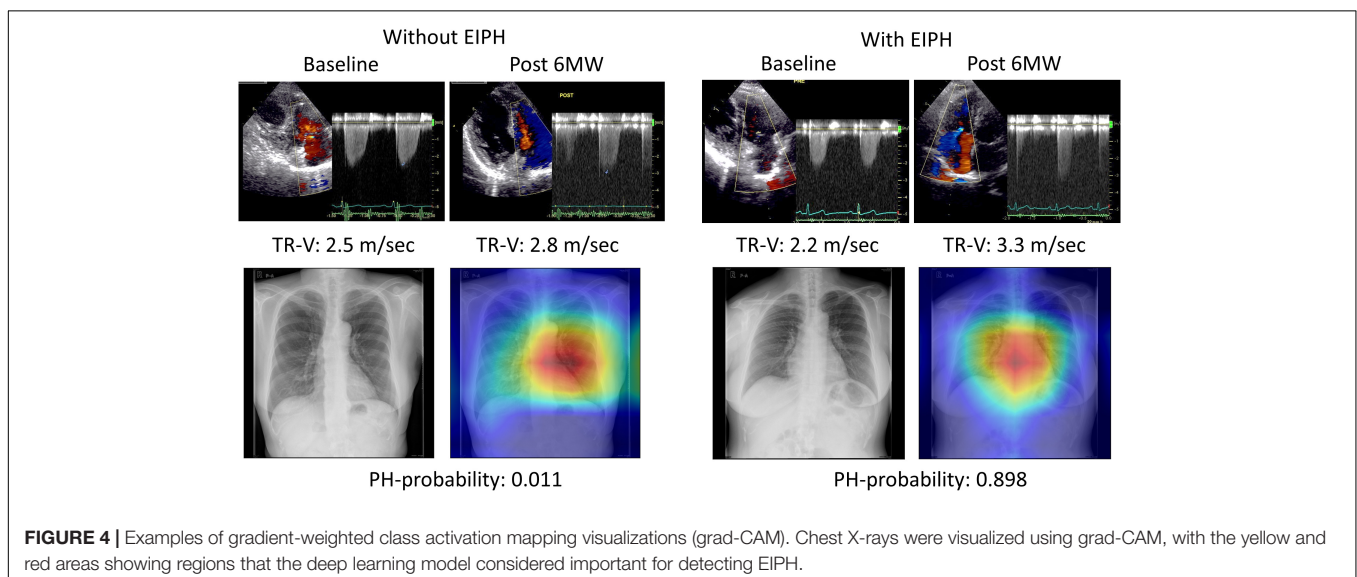 Without EIPH
With EIPH
Baseline
Post 6MW
Baseline
Post 6MW
POST
PRE
TR-V: 2.5 m/sec
TR-V: 2.8 m/sec
TR-V: 2.2 m/sec
TR-V: 3.3 m/sec
R P-A
R P-A
R P-A
R P-A
PH-probability: 0.011
PH-probability: 0.898
FIGURE 4 | Examples of gradient-weighted class activation mapping visualizations (grad-CAM). Chest X-rays were visualized using grad-CAM, with the yellow and
red areas showing regions that the deep learning model considered important for detecting EIPH.